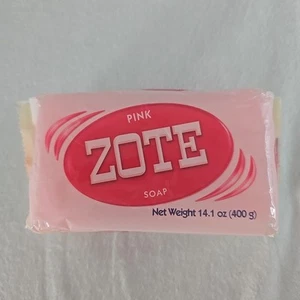 PINK
ZOTE
SOAP
Net Weight 14.1 oz (400 g)